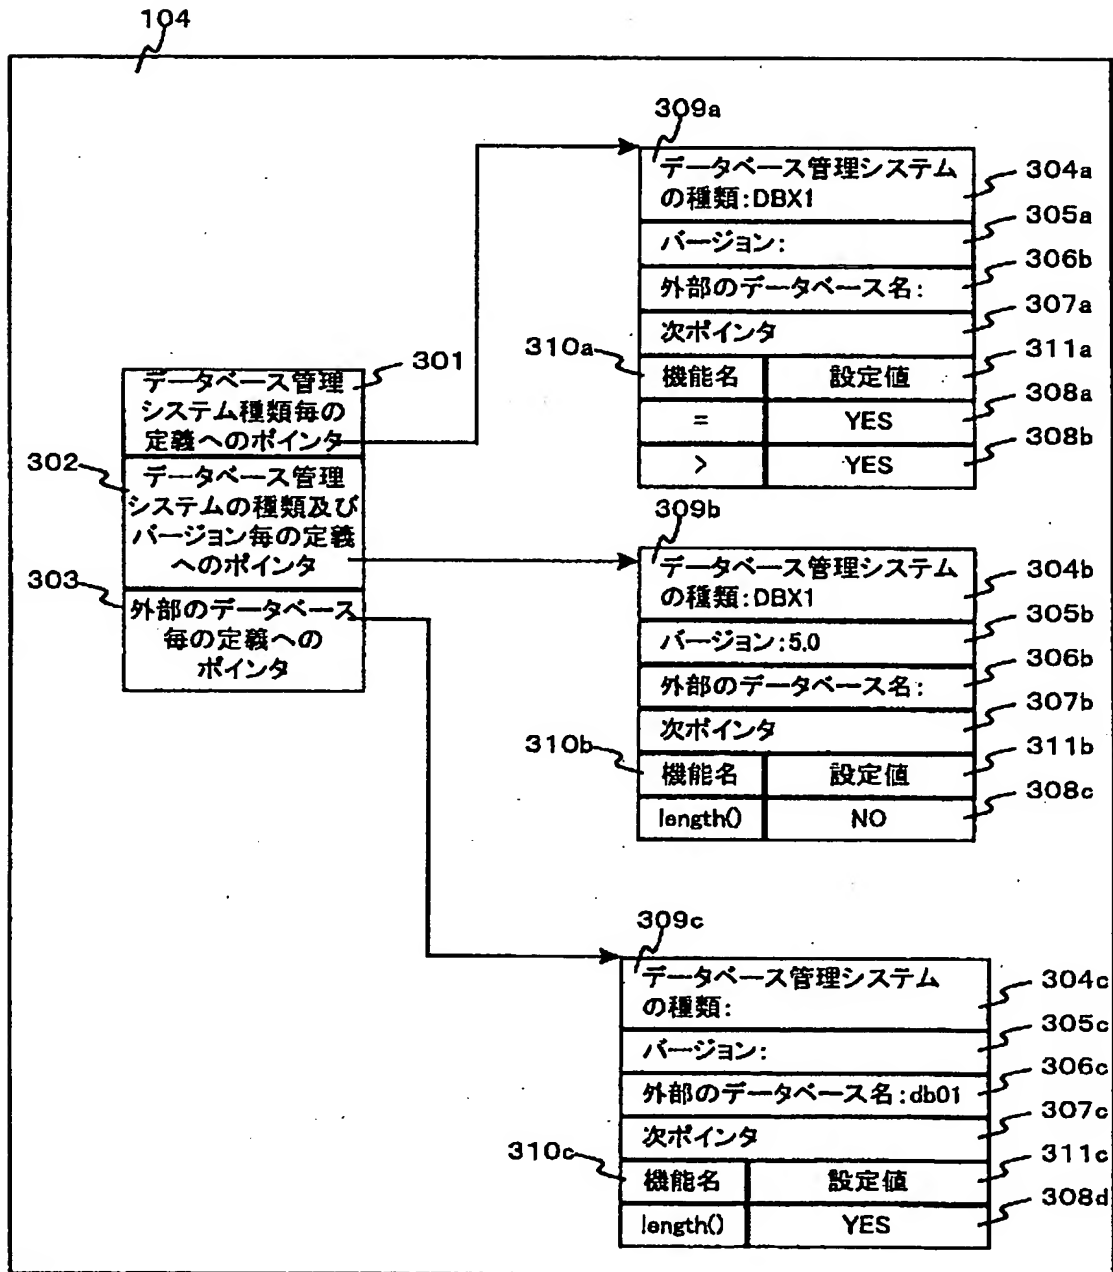 104
309a
データベース管理システム
の種類:DBX1
304a
305a
バージョン:
306b
外部のデータベース名:
307a
次ポインタ
310a
311a
機能名 設定値
308a
= YES
308b
> YES
301
データベース管理
システム種類毎の
定義へのポインタ
302
データベース管理
システムの種類及び
バージョン毎の定義
へのポインタ
303
外部のデータベース
毎の定義への
ポインタ
309b
データベース管理システム
の種類:DBX1
304b
305b
バージョン:5.0
306b
外部のデータベース名:
307b
次ポインタ
310b
311b
機能名 設定値
308c
length() NO
309c
データベース管理システム
の種類:
304c
305c
バージョン:
306c
外部のデータベース名:db01
307c
次ポインタ
310c
311c
機能名 設定値
308d
length() YES